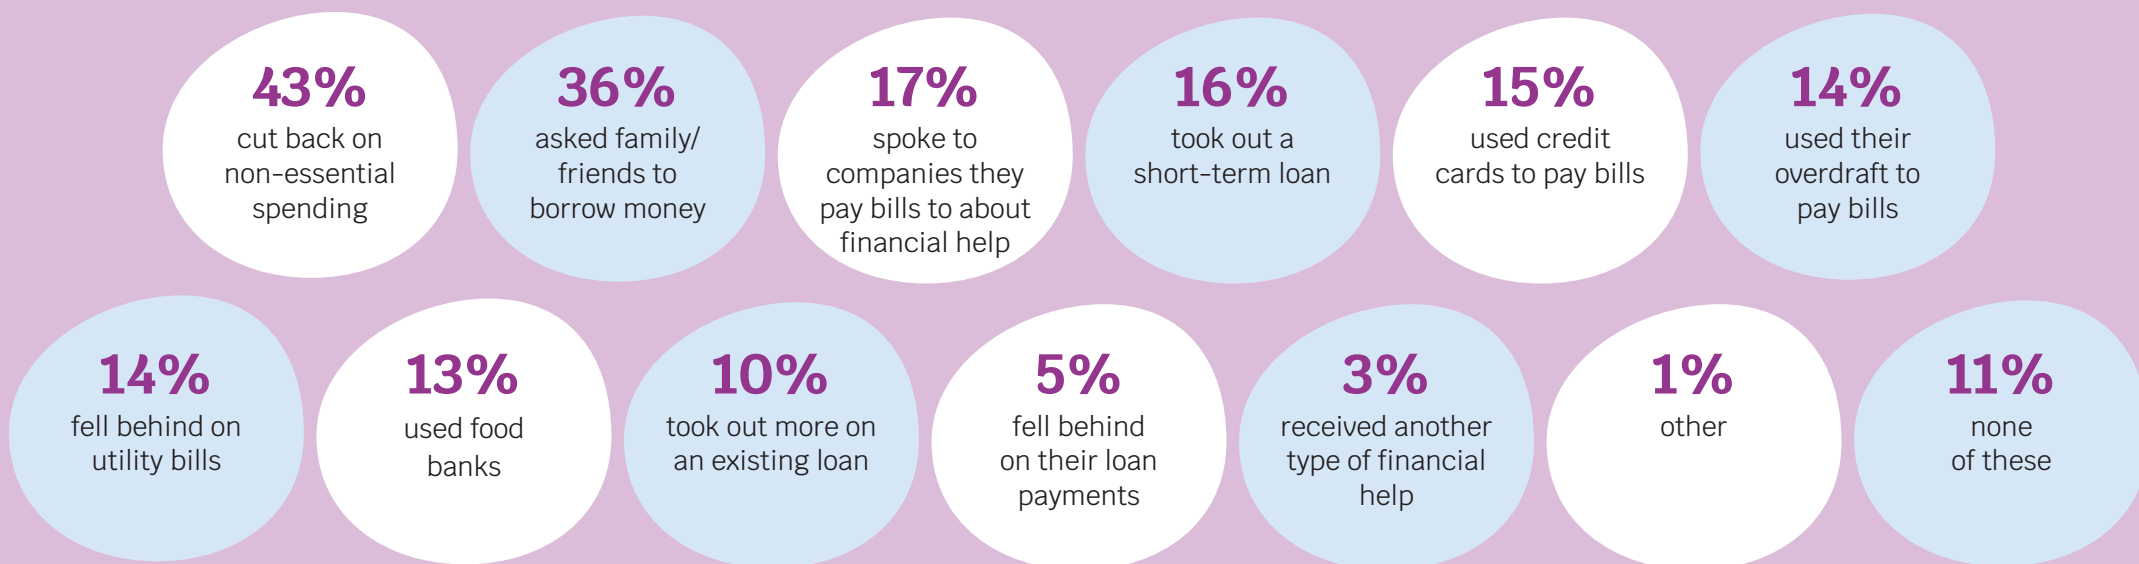 43%
cut back on
non-essential
spending
36%
asked family/
friends to
borrow money
17%
spoke to
companies they
pay bills to about
financial help
16%
took out a
short-term loan
15%
used credit
cards to pay bills
14%
used their
overdraft to
pay bills
14%
fell behind on
utility bills
13%
used food
banks
10%
took out more on
an existing loan
5%
fell behind
on their loan
payments
3%
received another
type of financial
help
1%
other
11%
none
of these